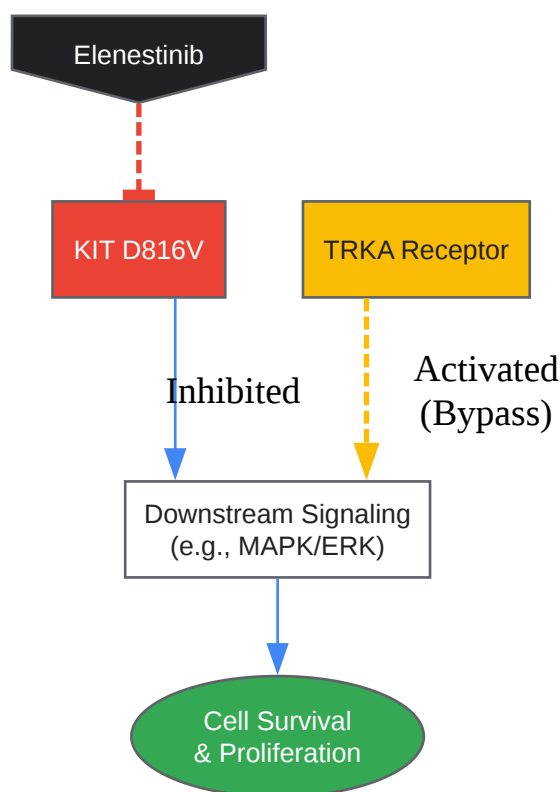 Elenestinib
KIT D816V
TRKA Receptor
Inhibited
Activated
(Bypass)
Downstream Signaling
(e.g., MAPK/ERK)
Cell Survival
& Proliferation